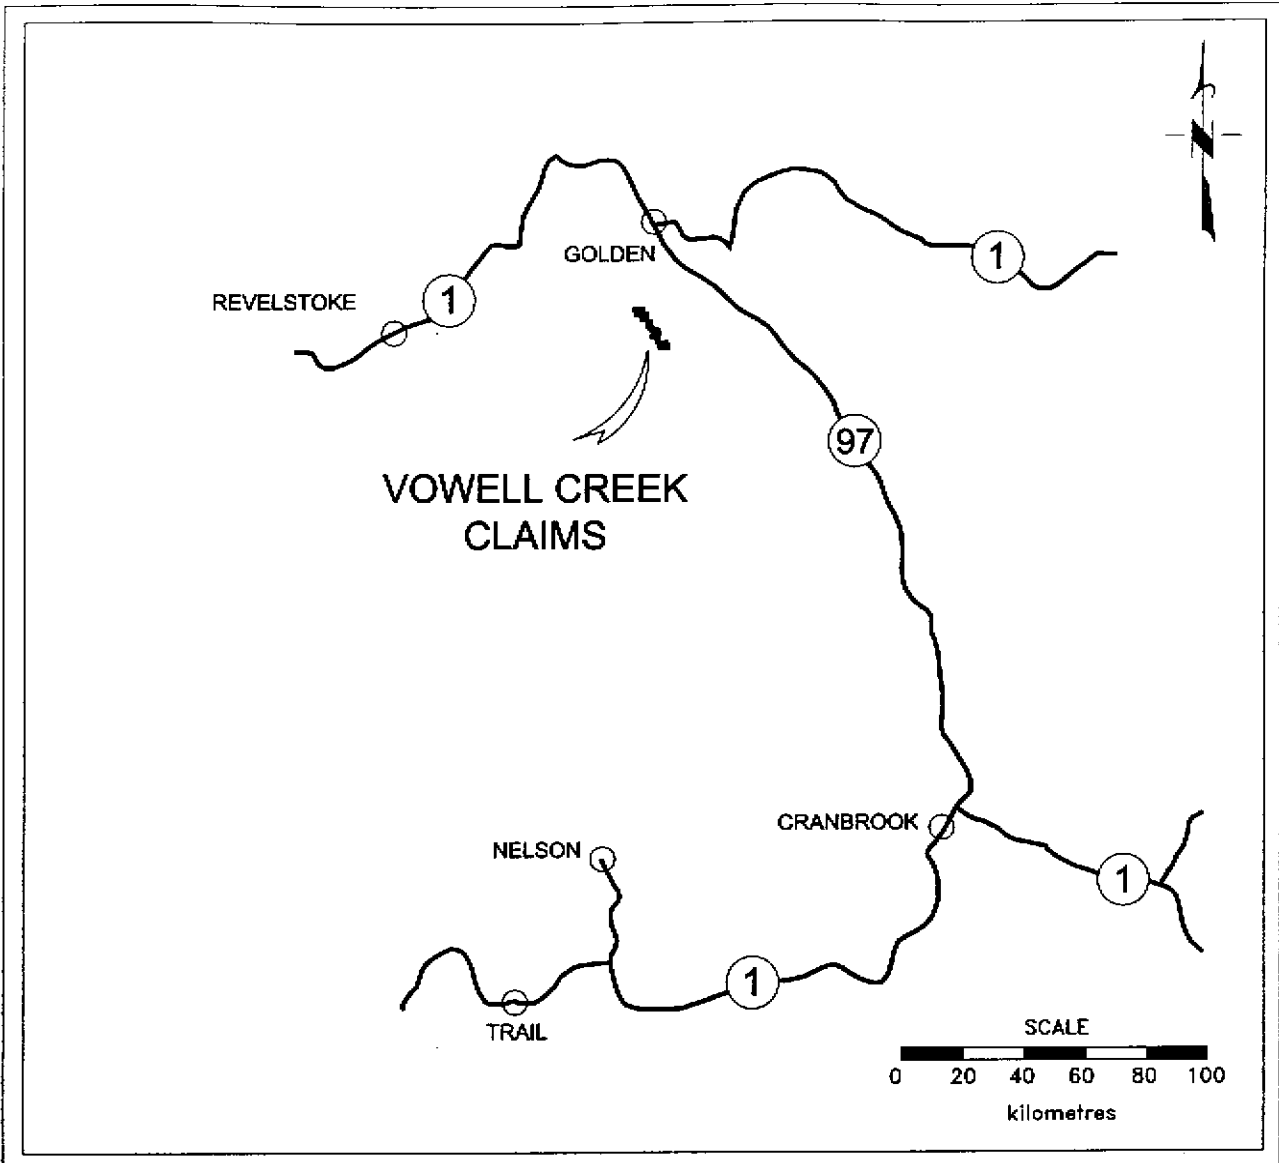 N
GOLDEN
1
REVELSTOKE
1
97
VOWELL CREEK
CLAIMS
CRANBROOK
NELSON
1
1
TRAIL
SCALE
0 20 40 60 80 100
kilometres